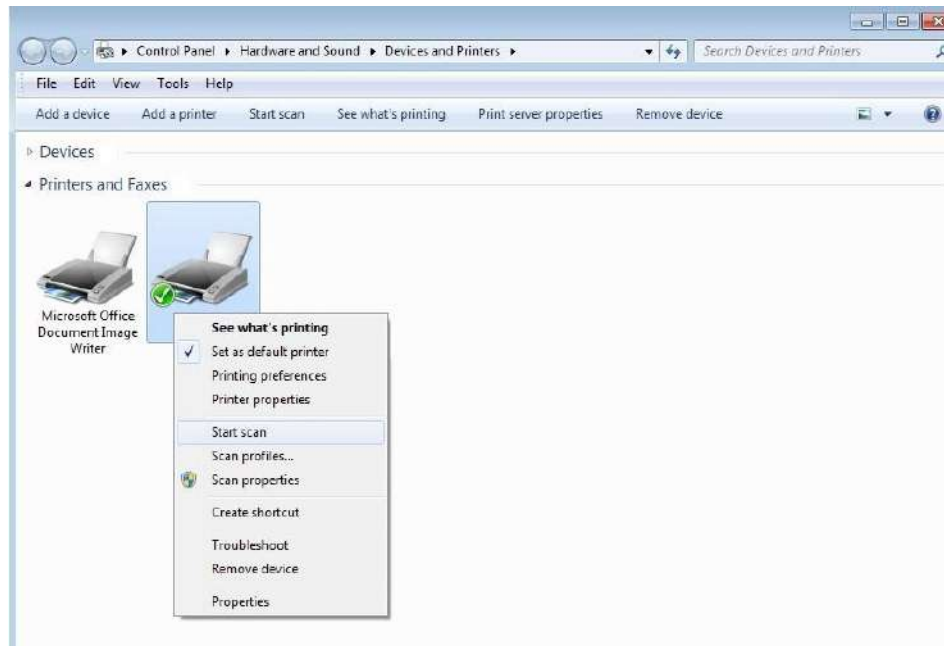 Control Panel ▸ Hardware and Sound ▸ Devices and Printers ▸ Search Devices and Printers
File Edit View Tools Help
Add a device Add a printer Start scan See what's printing Print server properties Remove device
Devices
Printers and Faxes
Microsoft Office
Document Image
Writer
See what's printing
Set as default printer
Printing preferences
Printer properties
Start scan
Scan profiles...
Scan properties
Create shortcut
Troubleshoot
Remove device
Properties